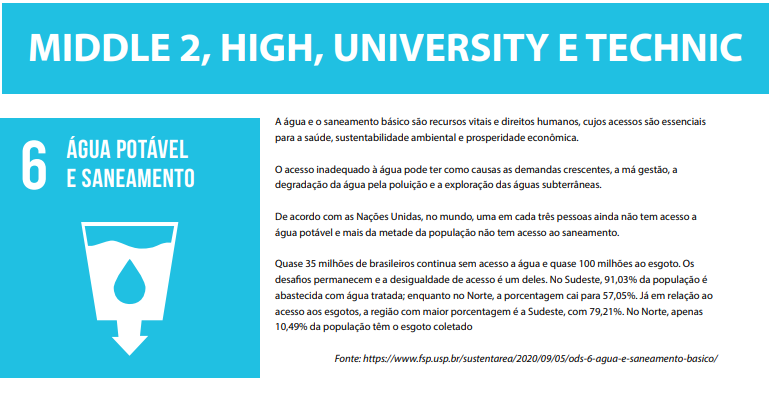 MIDDLE 2, HIGH, UNIVERSITY E TECHNIC
6 ÁGUA POTÁVEL
E SANEAMENTO
A água e o saneamento básico são recursos vitais e direitos humanos, cujos acessos são essenciais
para a saúde, sustentabilidade ambiental e prosperidade econômica.
O acesso inadequado à água pode ter como causas as demandas crescentes, a má gestão, a
degradação da água pela poluição e a exploração das águas subterrâneas.
De acordo com as Nações Unidas, no mundo, uma em cada três pessoas ainda não tem acesso a
água potável e mais da metade da população não tem acesso ao saneamento.
Quase 35 milhões de brasileiros continua sem acesso a água e quase 100 milhões ao esgoto. Os
desafios permanecem e a desigualdade de acesso é um deles. No Sudeste, 91,03% da população é
abastecida com água tratada; enquanto no Norte, a porcentagem cai para 57,05%. Já em relação ao
acesso aos esgotos, a região com maior porcentagem é a Sudeste, com 79,21%. No Norte, apenas
10,49% da população têm o esgoto coletado
Fonte: https://www.fsp.usp.br/sustentarea/2020/09/05/ods-6-agua-e-saneamento-basico/